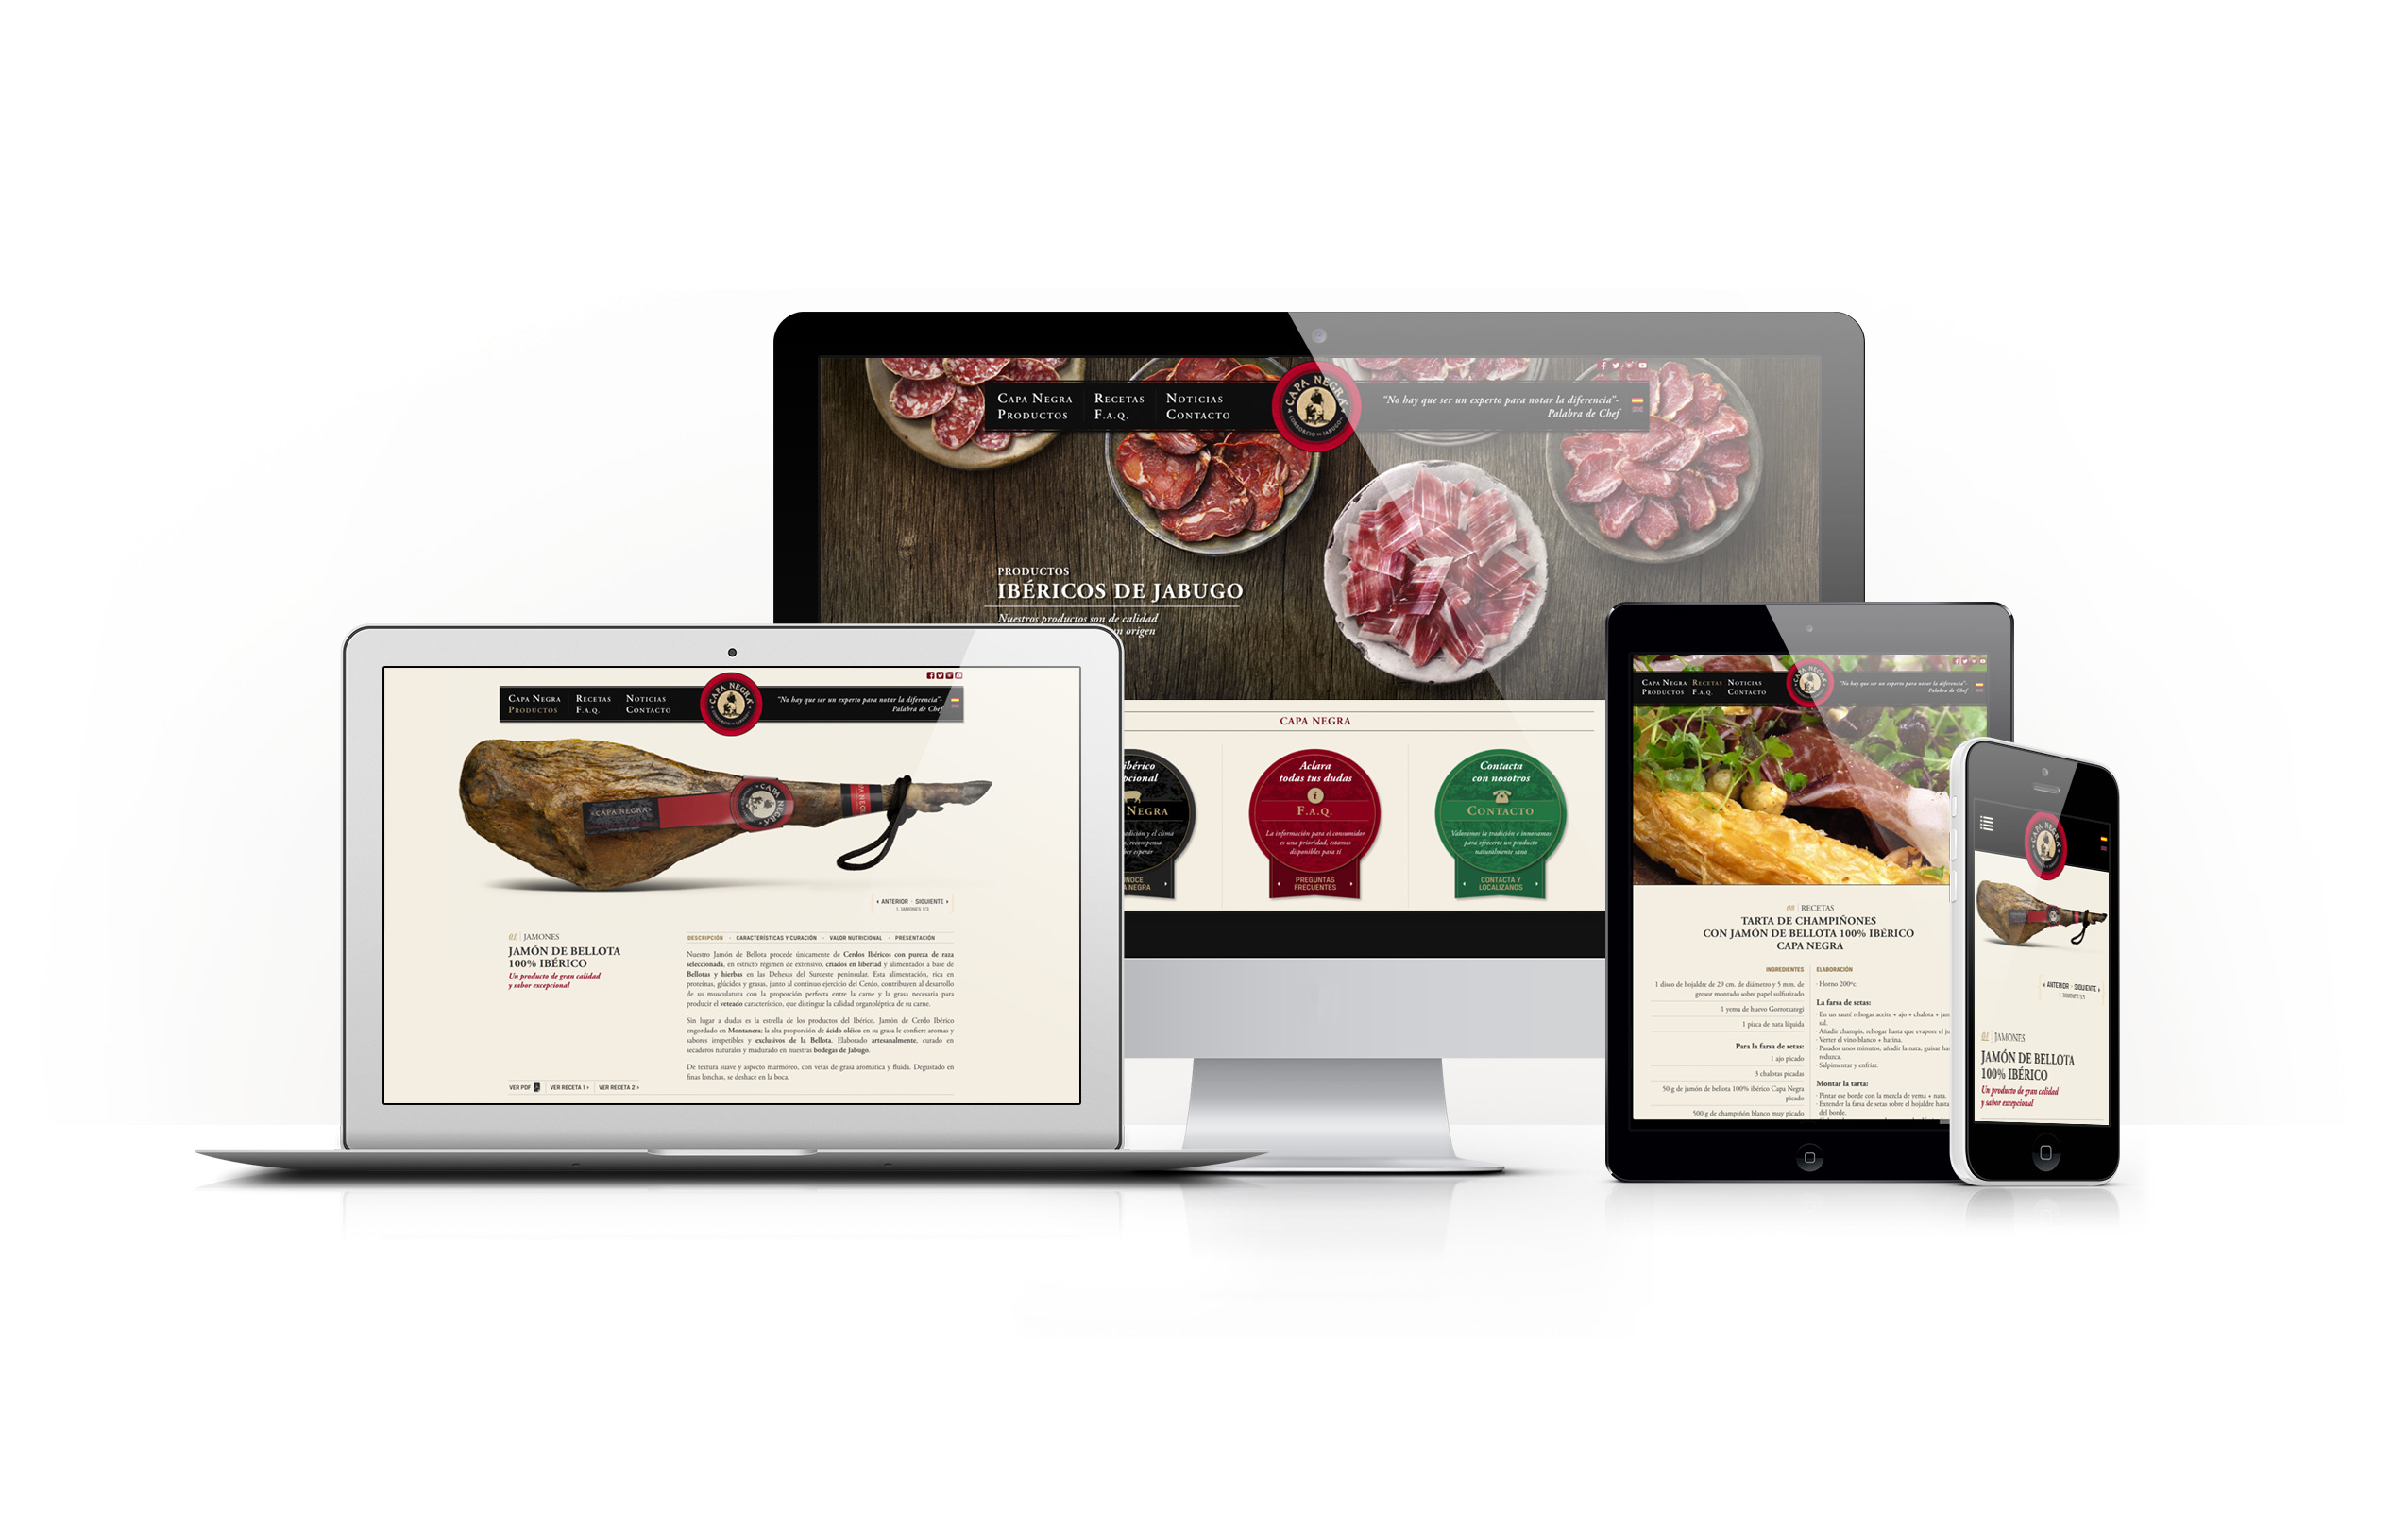 CAPA NEGRA
PRODUCTOS
RECETAS
F.A.Q.
NOTICIAS
CONTACTO
CAPA NEGRA
CONSORCIO DE JABUGO
"No hay que ser un experto para notar la diferencia"-
Palabra de Chef
PRODUCTOS
IBÉRICOS DE JABUGO
Nuestros productos son de calidad
origen
CAPA NEGRA
ibérico
NEGRA
adición y el clima
recompensa
esperar
NEGRA
Aclara
todas tus dudas
F.A.Q.
La información para el consumidor
es una prioridad, estamos
disponibles para tí
PREGUNTAS
FRECUENTES
Contacta
con nosotros
CONTACTO
Valoramos la tradición e innovamos
para ofrecerte un producto
naturalmente sano
CONTACTA Y
LOCALIZANOS
CAPA NEGRA
PRODUCTOS
RECETAS
F.A.Q.
NOTICIAS
CONTACTO
CAPA NEGRA
CONSORCIO DE JABUGO
"No hay que ser un experto para notar la diferencia"-
Palabra de Chef
CAPA NEGRA
CAPA NEGRA
ANTERIOR · SIGUIENTE
1. JAMONES 1/3
01 | JAMONES
JAMÓN DE BELLOTA
100% IBÉRICO
Un producto de gran calidad
y sabor excepcional
DESCRIPCIÓN - CARACTERÍSTICAS Y CURACIÓN - VALOR NUTRICIONAL - PRESENTACIÓN
Nuestro Jamón de Bellota procede únicamente de Cerdos Ibéricos con pureza de raza
seleccionada, en estricto régimen de extensivo, criados en libertad y alimentados a base de
Bellotas y hierbas en las Dehesas del Suroeste peninsular. Esta alimentación, rica en
proteínas, glúcidos y grasas, junto al continuo ejercicio del Cerdo, contribuyen al desarrollo
de su musculatura con la proporción perfecta entre la carne y la grasa necesaria para
producir el veteado característico, que distingue la calidad organoléptica de su carne.
Sin lugar a dudas es la estrella de los productos del Ibérico. Jamón de Cerdo Ibérico
engordado en Montanera; la alta proporción de ácido oléico en su grasa le confiere aromas y
sabores irrepetibles y exclusivos de la Bellota. Elaborado artesanalmente, curado en
secaderos naturales y madurado en nuestras bodegas de Jabugo.
De textura suave y aspecto marmóreo, con vetas de grasa aromática y fluida. Degustado en
finas lonchas, se deshace en la boca.
VER PDF | VER RECETA 1 | VER RECETA 2
CAPA NEGRA
PRODUCTOS
RECETAS
F.A.Q.
NOTICIAS
CONTACTO
CAPA NEGRA
"No hay que ser un experto para notar la diferencia"-
Palabra de Chef
| RECETAS
TARTA DE CHAMPIÑONES
CON JAMÓN DE BELLOTA 100% IBÉRICO
CAPA NEGRA
INGREDIENTES
1 disco de hojaldre de 29 cm. de diámetro y 5 mm. de
grosor montado sobre papel sulfurizado
1 yema de huevo Gorrotxategi
1 pizca de nata líquida
Para la farsa de setas:
1 ajo picado
3 chalotas picadas
50 g de jamón de bellota 100% ibérico Capa Negra
picado
500 g de champiñón blanco muy picado
ELABORACIÓN
· Horno 200ºc.
La farsa de setas:
· En un sauté rehogar aceite + ajo + chalota +
sal.
· Añadir champis, rehogar hasta que evapore el
· Verter el vino blanco + harina.
· Pasados unos minutos, añadir la nata, guisar
reduzca.
· Salpimentar y enfriar.
Montar la tarta:
· Pintar ese borde con la mezcla de yema + nata.
· Extender la farsa de setas sobre el hojaldre hasta
del borde.
CAPA NEGRA
ANTERIOR · SIGUIENTE
1. JAMONES 1/3
01 | JAMONES
JAMÓN DE BELLOTA
100% IBÉRICO
Un producto de gran calidad
y sabor excepcional